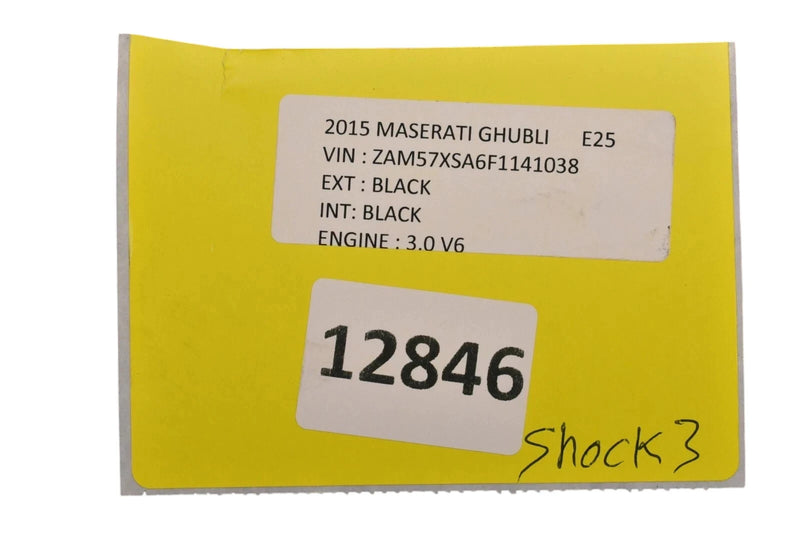 2015 MASERATI GHUBLI E25
VIN : ZAM57XSA6F1141038
EXT : BLACK
INT: BLACK
ENGINE : 3.0 V6
12846
Shock 3